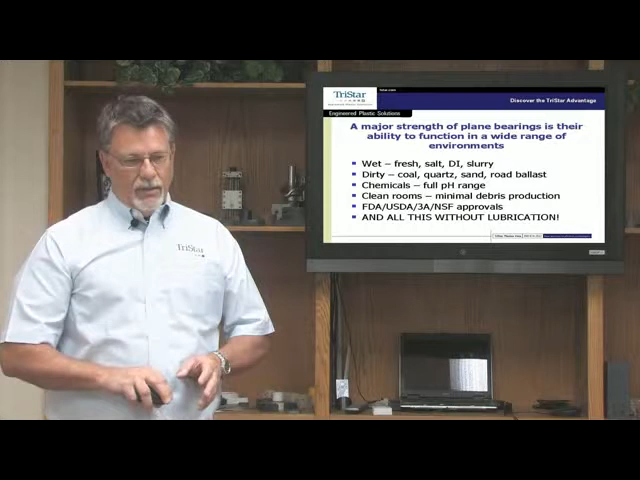 TriStar
Discover the TriStar Advantage
Engineered Plastic Solutions
A major strength of plane bearings is their
ability to function in a wide range of
environments
Wet – fresh, salt, DI, slurry
Dirty – coal, quartz, sand, road ballast
Chemicals – full pH range
Clean rooms – minimal debris production
FDA/USDA/3A/NSF approvals
AND ALL THIS WITHOUT LUBRICATION!
TriStar